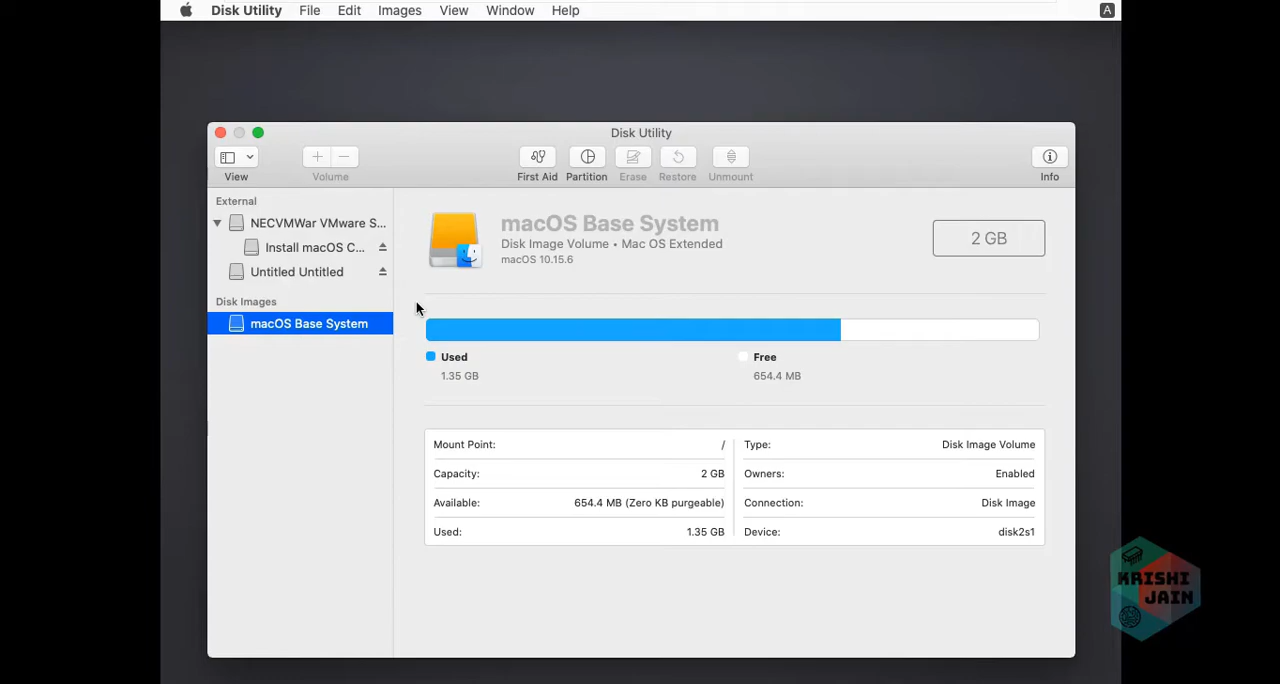 Disk Utility File Edit Images View Window Help A
Disk Utility
View
Volume
First Aid Partition Erase Restore Unmount
Info
External
NECVMWar VMware S...
Install macOS C...
Untitled Untitled
Disk Images
macOS Base System
macOS Base System
Disk Image Volume • Mac OS Extended
macOS 10.15.6
2 GB
Used
1.35 GB
Free
654.4 MB
Mount Point: /
Capacity: 2 GB
Available: 654.4 MB (Zero KB purgeable)
Used: 1.35 GB
Type: Disk Image Volume
Owners: Enabled
Connection: Disk Image
Device: disk2s1
KRISHI
JAIN